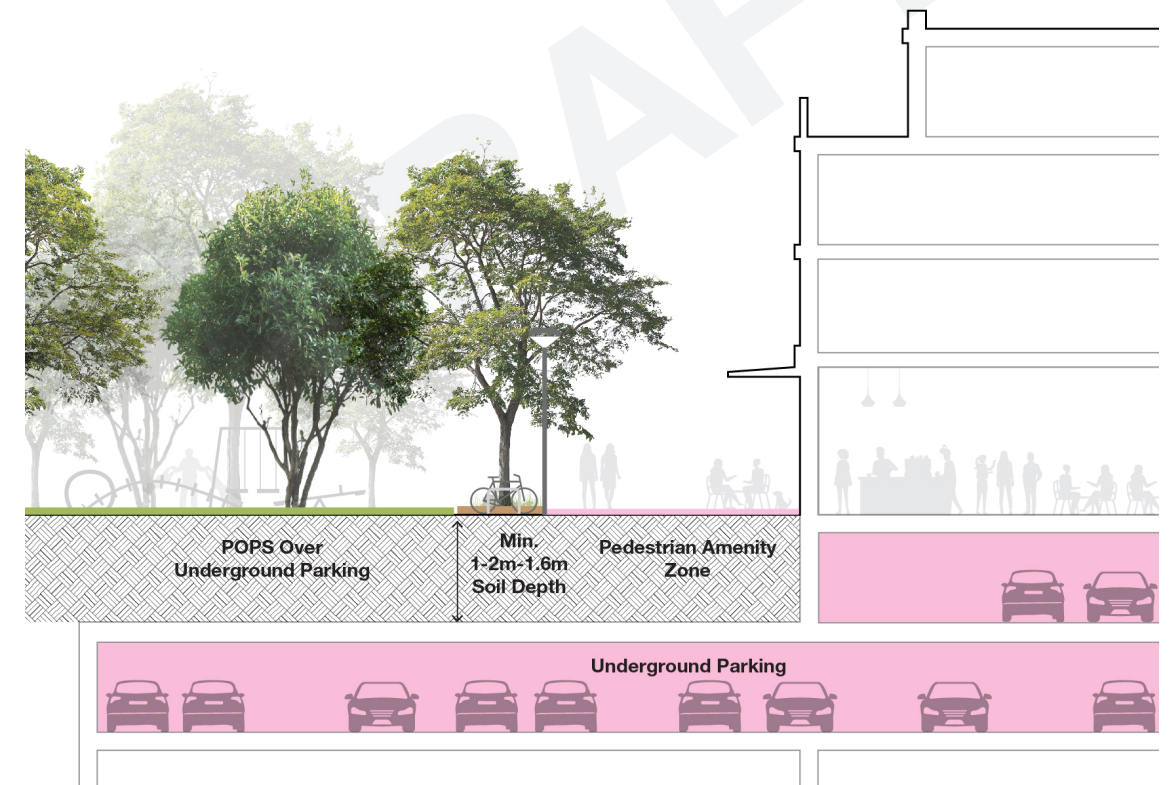 POPS Over
Underground Parking
Min.
1-2m-1.6m
Soil Depth
Pedestrian Amenity
Zone
Underground Parking